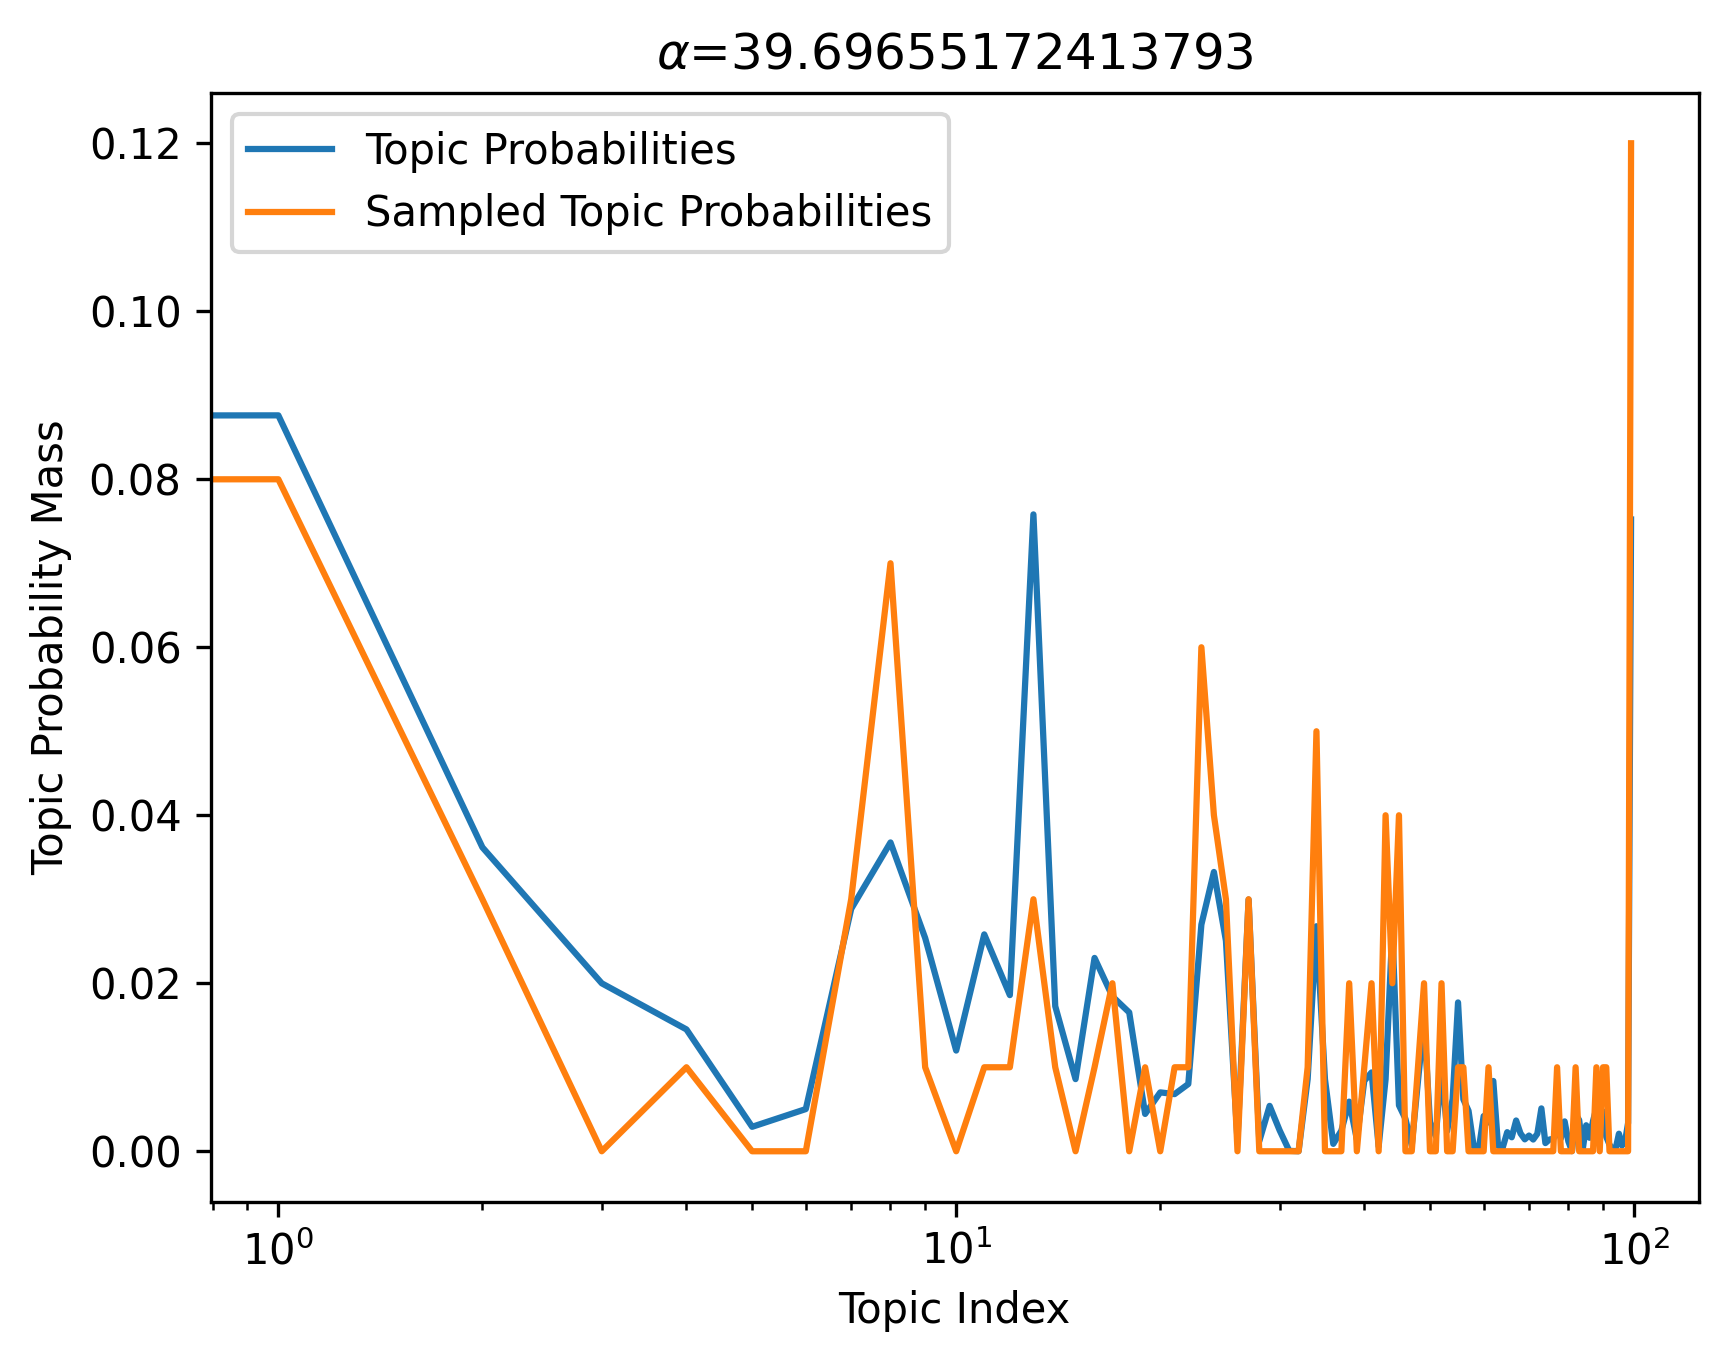 α=39.69655172413793
Topic Probabilities
Sampled Topic Probabilities
0.12
0.10
0.08
0.06
0.04
0.02
0.00
Topic Probability Mass
10⁰ 10¹ 10²
Topic Index